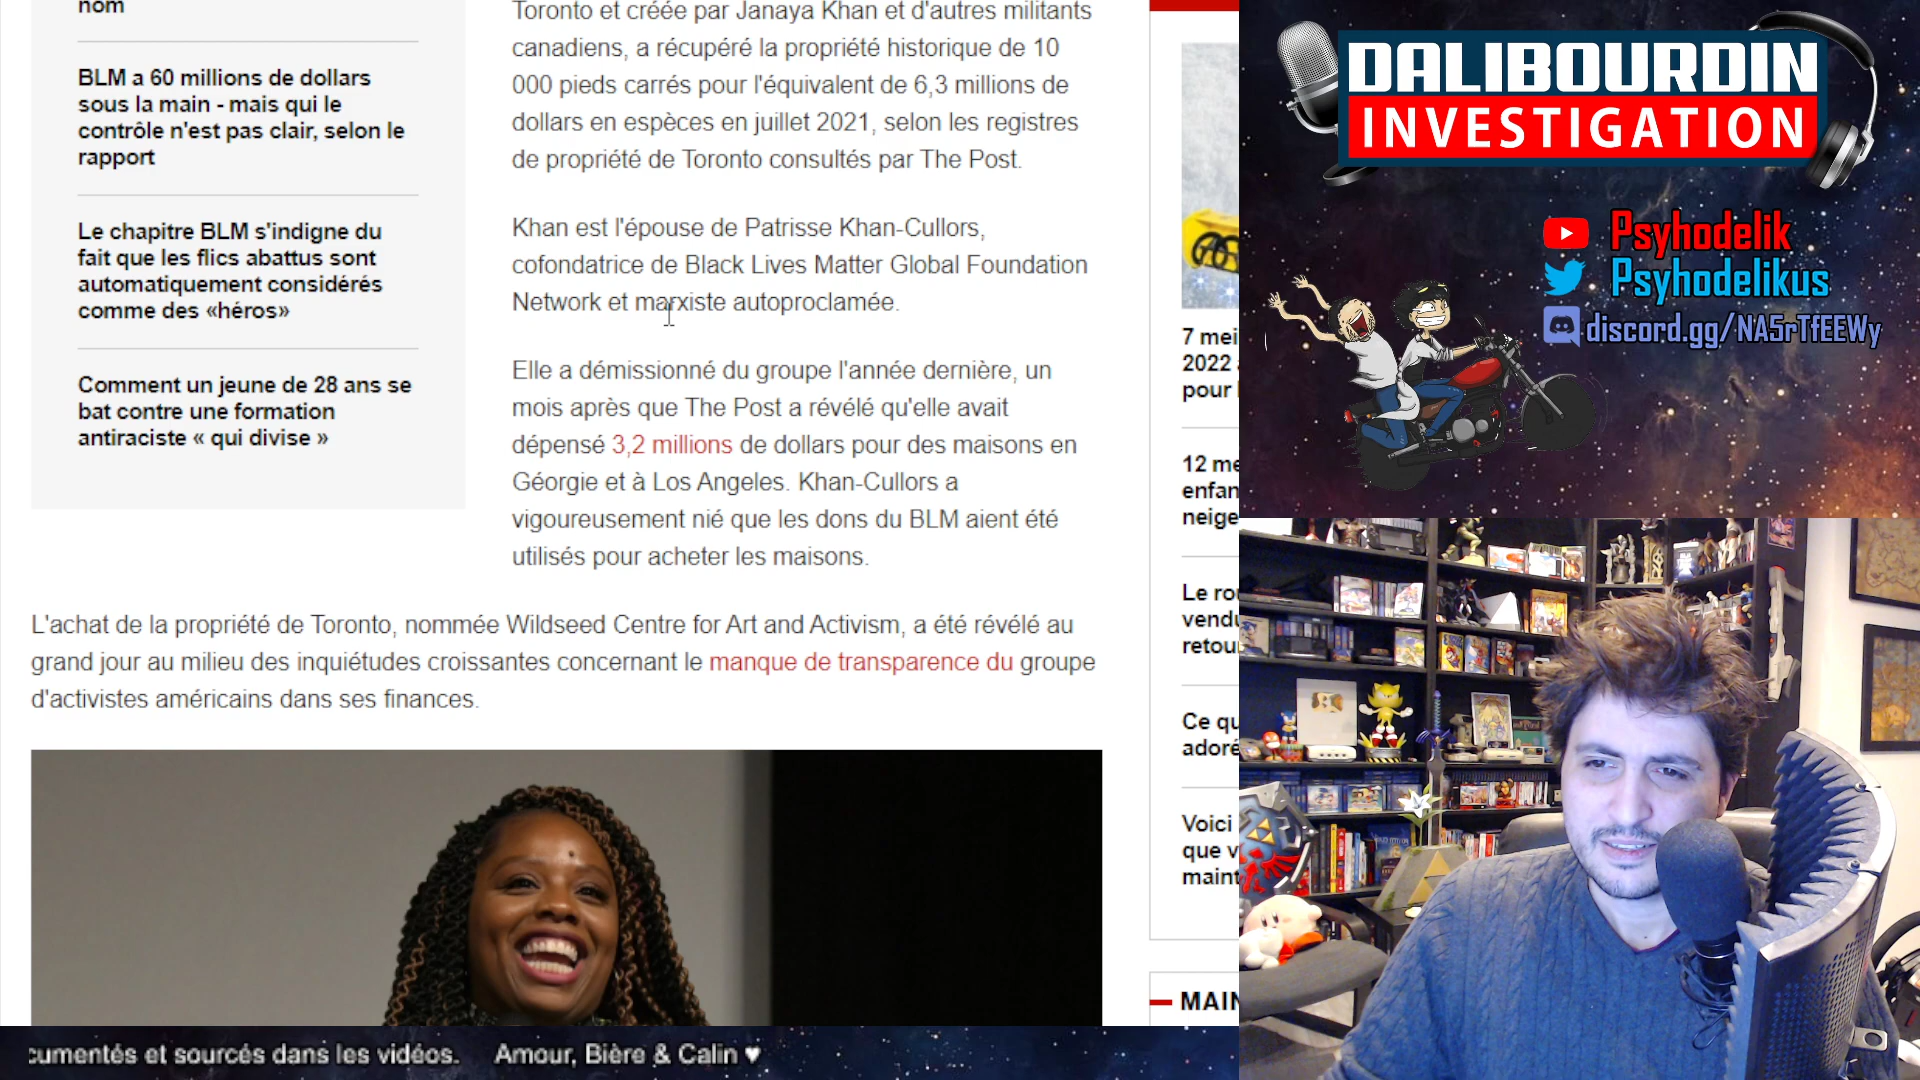 nom
BLM a 60 millions de dollars
sous la main - mais qui le
contrôle n'est pas clair, selon le
rapport
Le chapitre BLM s'indigne du
fait que les flics abattus sont
automatiquement considérés
comme des «héros»
Comment un jeune de 28 ans se
bat contre une formation
antiraciste « qui divise »
Toronto et créée par Janaya Khan et d'autres militants
canadiens, a récupéré la propriété historique de 10
000 pieds carrés pour l'équivalent de 6,3 millions de
dollars en espèces en juillet 2021, selon les registres
de propriété de Toronto consultés par The Post.
Khan est l'épouse de Patrisse Khan-Cullors,
cofondatrice de Black Lives Matter Global Foundation
Network et marxiste autoproclamée.
Elle a démissionné du groupe l'année dernière, un
mois après que The Post a révélé qu'elle avait
dépensé 3,2 millions de dollars pour des maisons en
Géorgie et à Los Angeles. Khan-Cullors a
vigoureusement nié que les dons du BLM aient été
utilisés pour acheter les maisons.
L'achat de la propriété de Toronto, nommée Wildseed Centre for Art and Activism, a été révélé au
grand jour au milieu des inquiétudes croissantes concernant le manque de transparence du groupe
d'activistes américains dans ses finances.
7 mei
2022
pour
12 me
enfan
neige
Le rou
vendu
retou
Ce qu
adoré
Voici
que v
maint
MAIN
DALIBOURDIN
INVESTIGATION
Psyhodelik
Psyhodelikus
discord.gg/NA5rTfEEWy
cumentés et sourcés dans les vidéos. Amour, Bière & Calin ♥